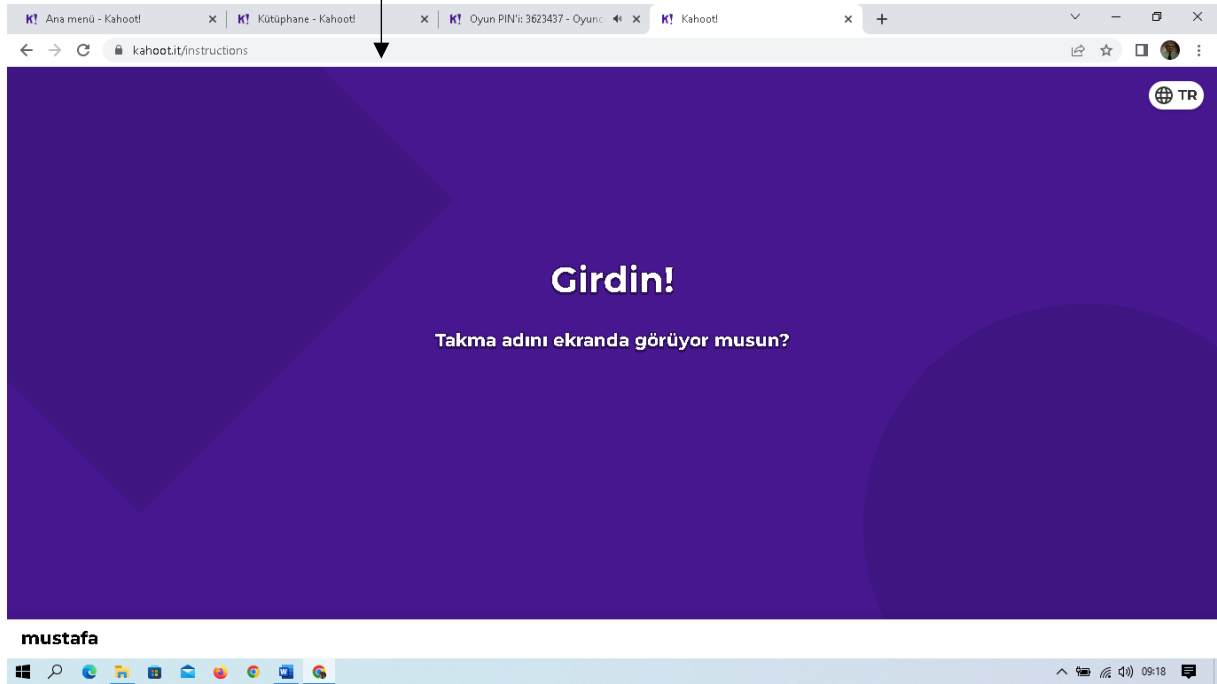 K! Ana menü - Kahoot!
K! Kütüphane - Kahoot!
K! Oyun PIN'i: 3623437 - Oyunc
K! Kahoot!
kahoot.it/instructions
TR
Girdin!
Takma adını ekranda görüyor musun?
mustafa
09:18